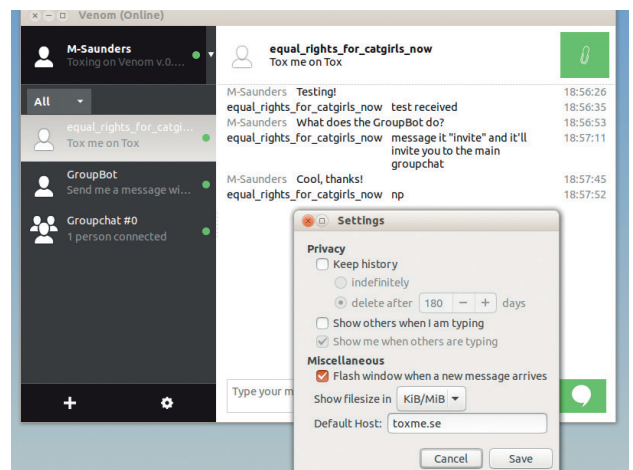 Venom (Online)
M-Saunders
Toxing on Venom v.0....
equal_rights_for_catgirls_now
Tox me on Tox
All
equal_rights_for_catgi...
Tox me on Tox
GroupBot
Send me a message wi...
Groupchat #0
1 person connected
M-Saunders Testing! 18:56:26
equal_rights_for_catgirls_now test received 18:56:35
M-Saunders What does the GroupBot do? 18:56:53
equal_rights_for_catgirls_now message it "invite" and it'll 18:57:11
invite you to the main
groupchat
M-Saunders Cool, thanks! 18:57:45
equal_rights_for_catgirls_now np 18:57:52
Type your m
Settings
Privacy
Keep history
indefinitely
delete after 180 − + days
Show others when I am typing
Show me when others are typing
Miscellaneous
Flash window when a new message arrives
Show filesize in KiB/MiB
Default Host: toxme.se
Cancel Save